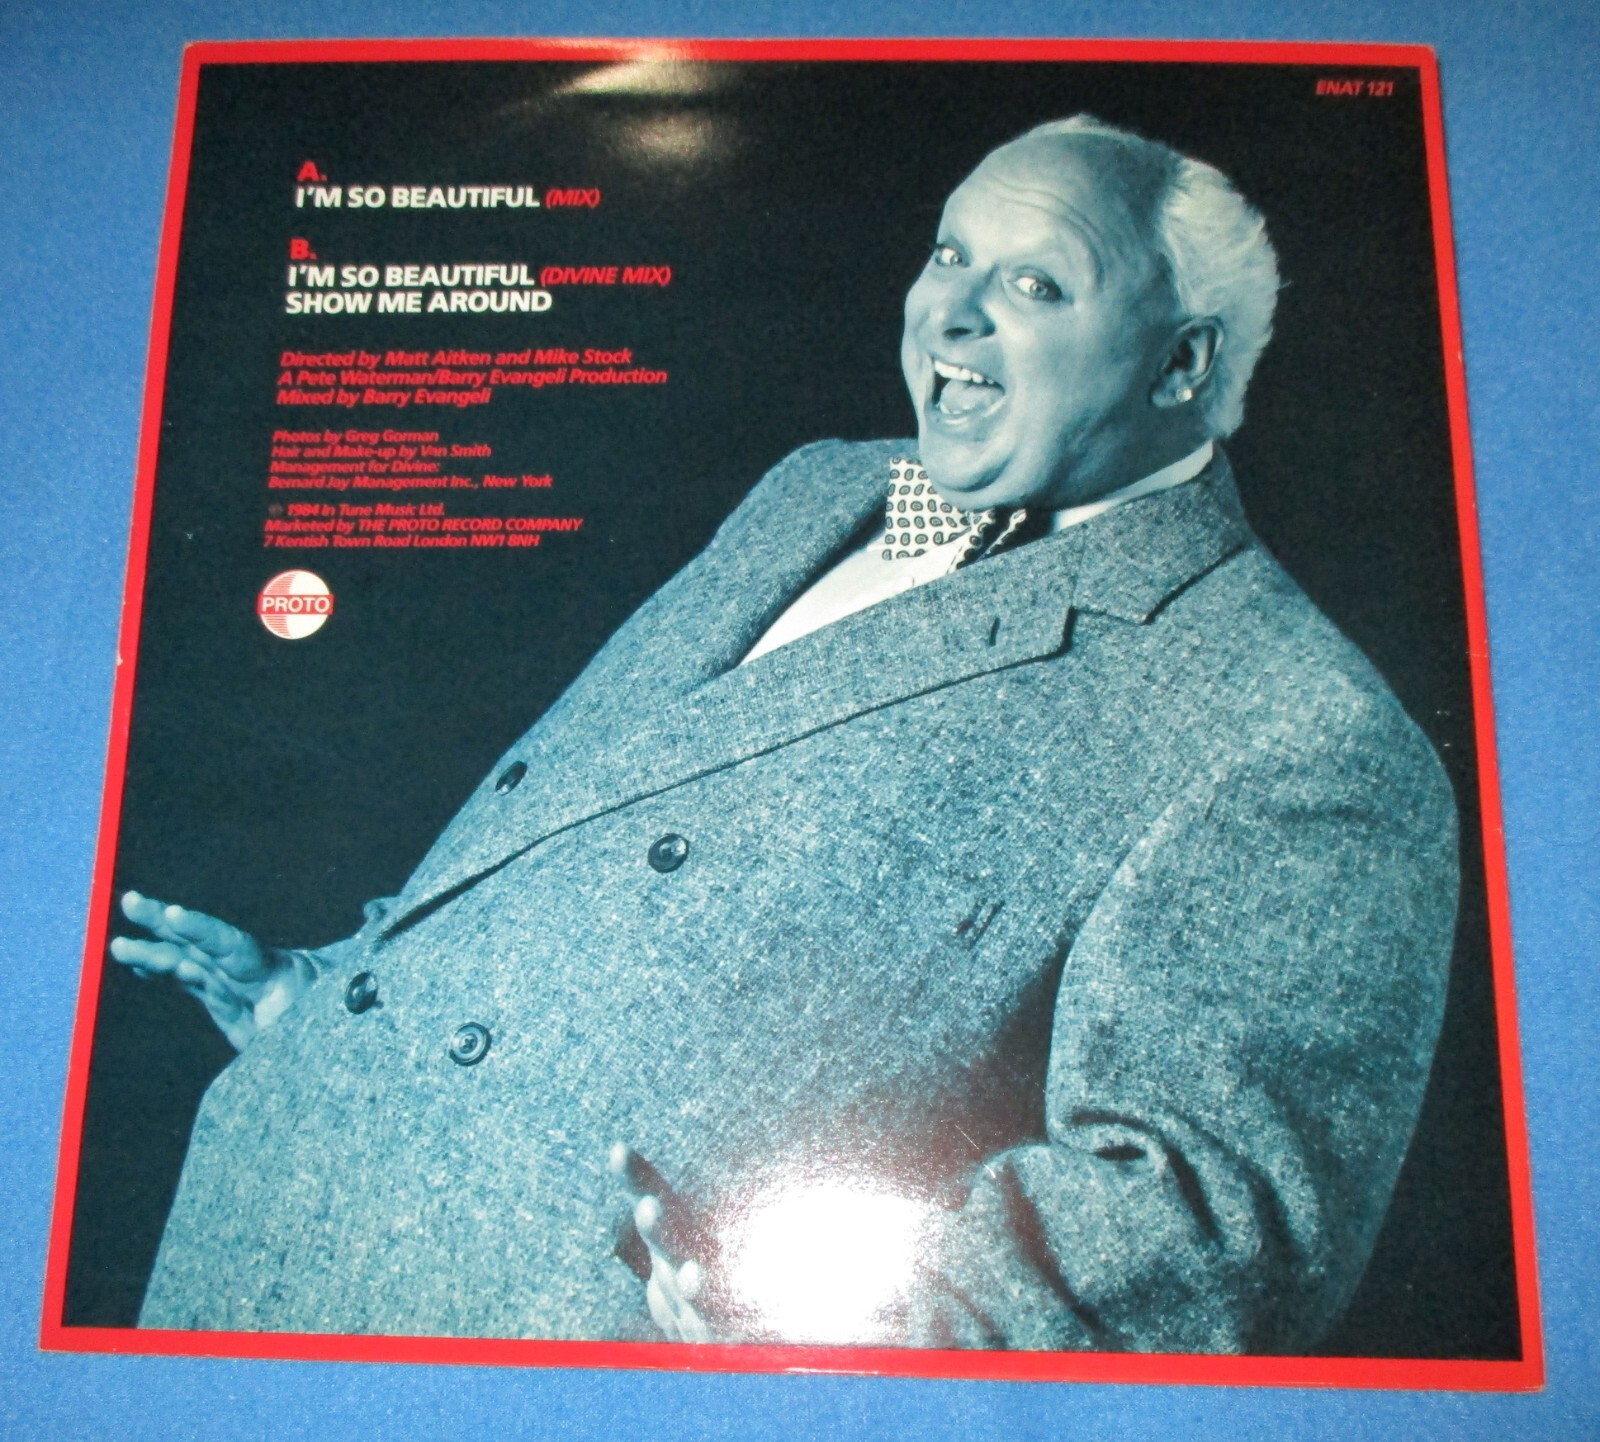 ENAT 121
A.
I'M SO BEAUTIFUL (MIX)
B.
I'M SO BEAUTIFUL (DIVINE MIX)
SHOW ME AROUND
Directed by Matt Aitken and Mike Stock
A Pete Waterman/Barry Evangeli Production
Mixed by Barry Evangeli
Photos by Greg Gorman
Hair and Make-up by Van Smith
Management for Divine:
Bernard Jay Management Inc., New York
℗ 1984 In Tune Music Ltd.
Marketed by THE PROTO RECORD COMPANY
7 Kentish Town Road London NW1 8NH
PROTO